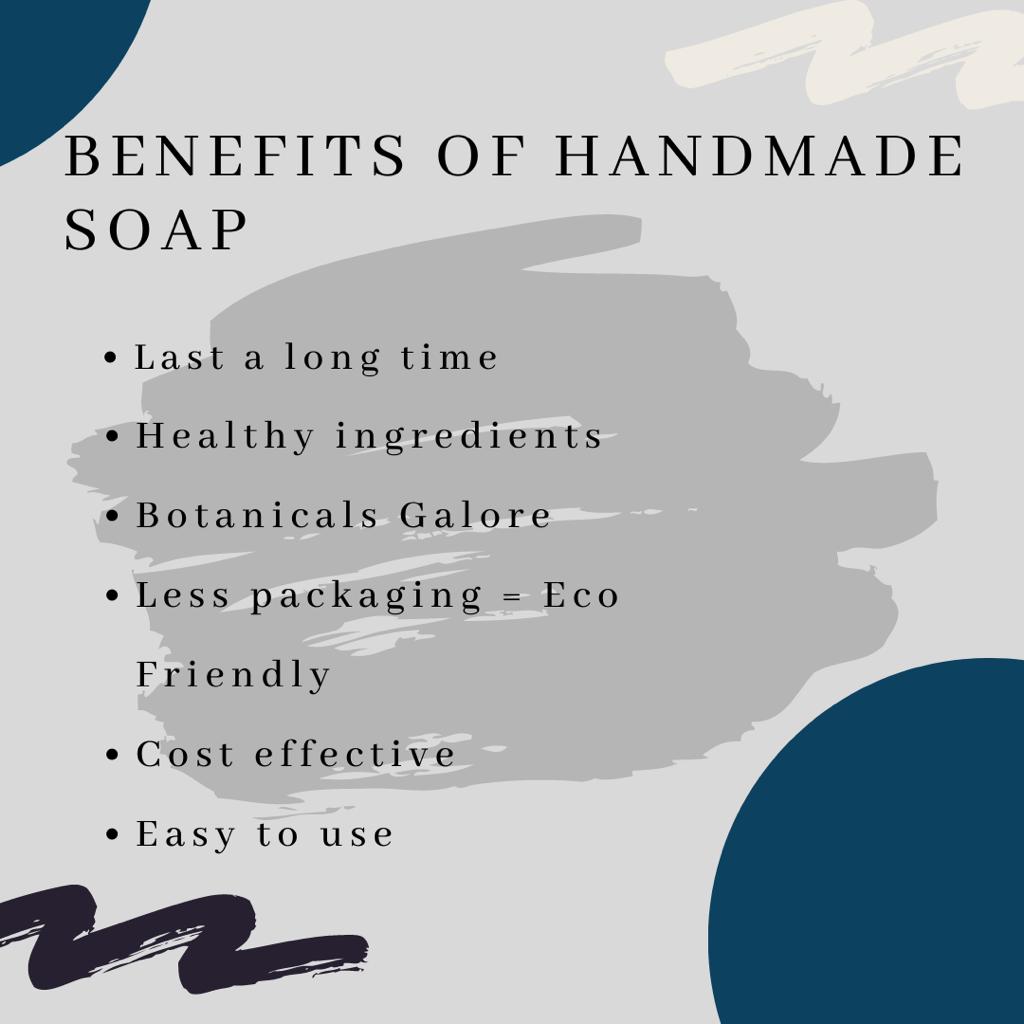 BENEFITS OF HANDMADE
SOAP
• Last a long time
• Healthy ingredients
• Botanicals Galore
• Less packaging = Eco
Friendly
• Cost effective
• Easy to use